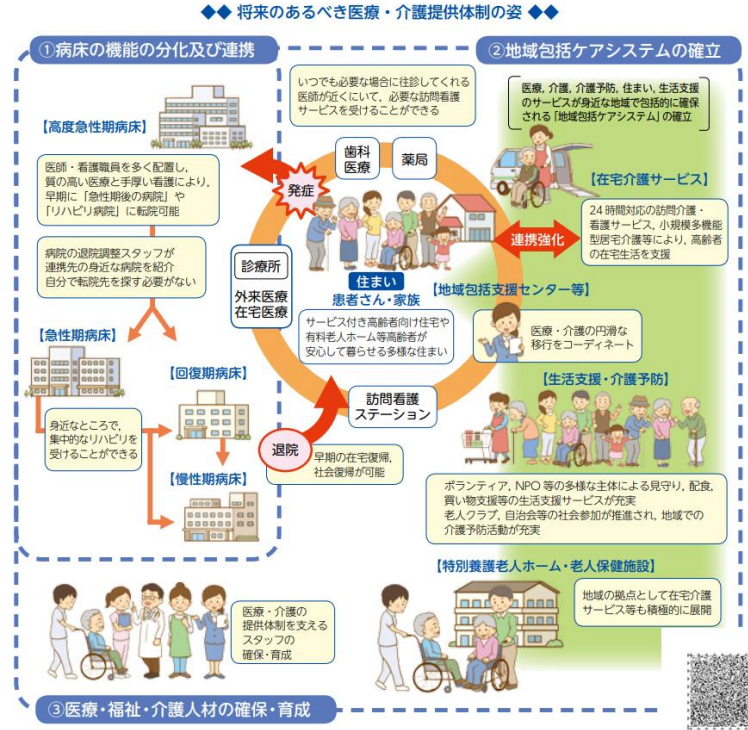 ◆◆ 将来のあるべき医療・介護提供体制の姿 ◆◆
①病床の機能の分化及び連携
【高度急性期病床】
医師・看護職員を多く配置し,
質の高い医療と手厚い看護により,
早期に「急性期後の病院」や
「リハビリ病院」に転院可能
病院の退院調整スタッフが
連携先の身近な病院を紹介
自分で転院先を探す必要がない
【急性期病床】
身近なところで,
集中的なリハビリを
受けることができる
【回復期病床】
【慢性期病床】
いつでも必要な場合に往診してくれる
医師が近くにいて, 必要な訪問看護
サービスを受けることができる
発症
歯科
医療
薬局
診療所
外来医療
在宅医療
住まい
患者さん・家族
サービス付き高齢者向け住宅や
有料老人ホーム等高齢者が
安心して暮らせる多様な住まい
訪問看護
ステーション
退院
早期の在宅復帰,
社会復帰が可能
連携強化
②地域包括ケアシステムの確立
医療, 介護, 介護予防, 住まい, 生活支援
のサービスが身近な地域で包括的に確保
される「地域包括ケアシステム」の確立
【在宅介護サービス】
24時間対応の訪問介護・
看護サービス, 小規模多機能
型居宅介護等により, 高齢者
の在宅生活を支援
【地域包括支援センター等】
医療・介護の円滑な
移行をコーディネート
【生活支援・介護予防】
ボランティア, NPO 等の多様な主体による見守り, 配食,
買い物支援等の生活支援サービスが充実
老人クラブ, 自治会等の社会参加が推進され, 地域での
介護予防活動が充実
【特別養護老人ホーム・老人保健施設】
地域の拠点として在宅介護
サービス等も積極的に展開
医療・介護の
提供体制を支える
スタッフの
確保・育成
③医療・福祉・介護人材の確保・育成